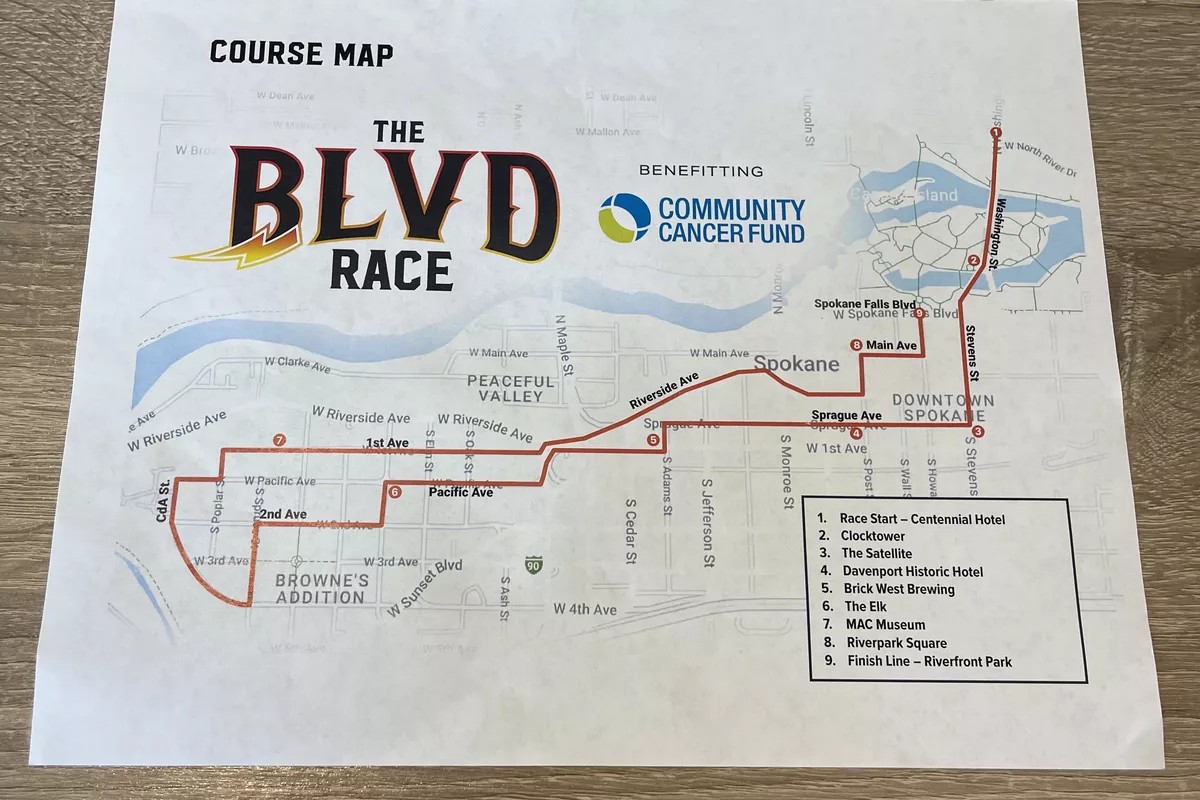 COURSE MAP
W Dean Ave
W Dean Ave
THE
BLVD
RACE
W Mallon Ave
Lincoln St
W North River Dr
BENEFITTING
COMMUNITY
CANCER FUND
Washington St.
Spokane Falls Blvd
W Spokane Falls Blvd
Main Ave
Stevens St
N Maple St
W Main Ave
W Main Ave
W Clarke Ave
PEACEFUL
VALLEY
Spokane
Riverside Ave
DOWNTOWN
SPOKANE
W Riverside Ave
W Riverside Ave
W Riverside Ave
Sprague Ave
Sprague Ave
1st Ave
W 1st Ave
S Elm St
S Oak St
W Pacific Ave
Pacific Ave
CdA St.
2nd Ave
W 2nd Ave
S Poplar S
S Adams St
S Jefferson St
S Cedar St
S Monroe St
S Post
S Wall S
S Howa
S Stevens
W 3rd Ave
W 3rd Ave
BROWNE'S
ADDITION
W Sunset Blvd
90
S Ash St
W 4th Ave
1
2
3
4
5
6
7
8
9
1. Race Start – Centennial Hotel
2. Clocktower
3. The Satellite
4. Davenport Historic Hotel
5. Brick West Brewing
6. The Elk
7. MAC Museum
8. Riverpark Square
9. Finish Line – Riverfront Park